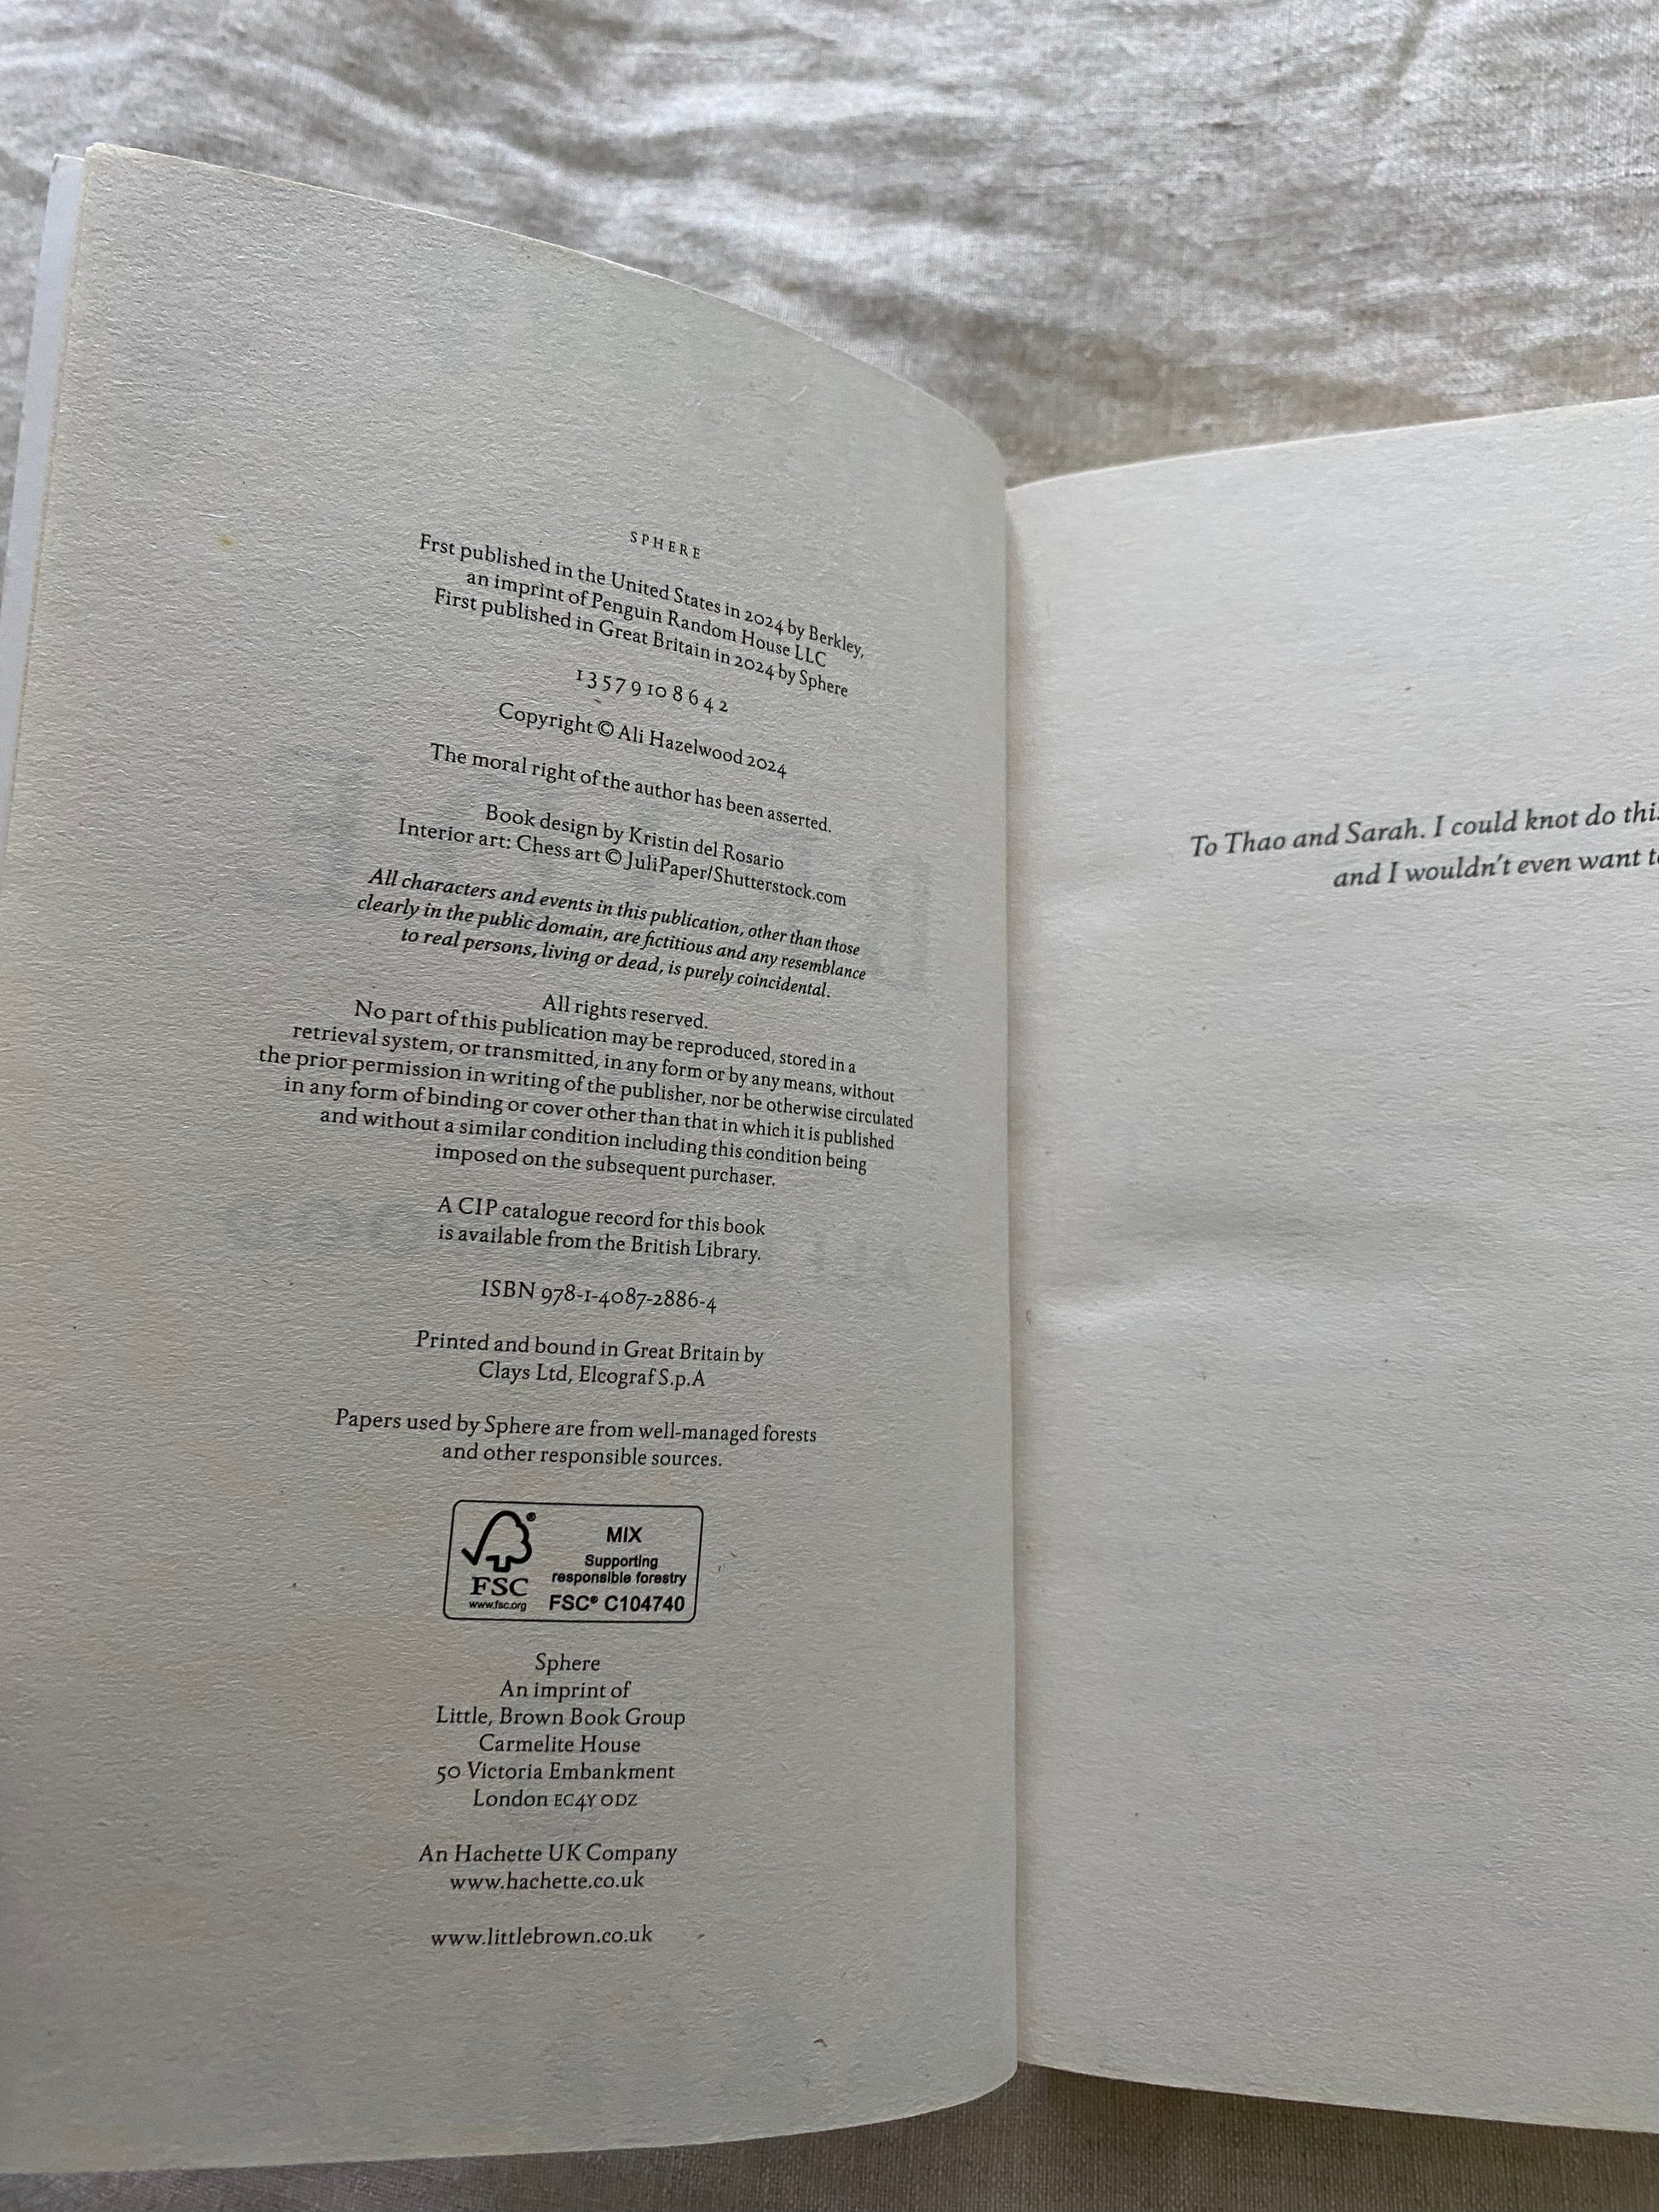 SPHERE
Frst published in the United States in 2024 by Berkley,
an imprint of Penguin Random House LLC
First published in Great Britain in 2024 by Sphere
1 3 5 7 9 10 8 6 4 2
Copyright © Ali Hazelwood 2024
The moral right of the author has been asserted.
Book design by Kristin del Rosario
Interior art: Chess art © JuliPaper/Shutterstock.com
All characters and events in this publication, other than those
clearly in the public domain, are fictitious and any resemblance
to real persons, living or dead, is purely coincidental.
All rights reserved.
No part of this publication may be reproduced, stored in a
retrieval system, or transmitted, in any form or by any means, without
the prior permission in writing of the publisher, nor be otherwise circulated
in any form of binding or cover other than that in which it is published
and without a similar condition including this condition being
imposed on the subsequent purchaser.
A CIP catalogue record for this book
is available from the British Library.
ISBN 978-1-4087-2886-4
Printed and bound in Great Britain by
Clays Ltd, Elcograf S.p.A
Papers used by Sphere are from well-managed forests
and other responsible sources.
FSC®
www.fsc.org
MIX
Supporting
responsible forestry
FSC® C104740
Sphere
An imprint of
Little, Brown Book Group
Carmelite House
50 Victoria Embankment
London EC4Y 0DZ
An Hachette UK Company
www.hachette.co.uk
www.littlebrown.co.uk
To Thao and Sarah. I could knot do
and I wouldn't even want